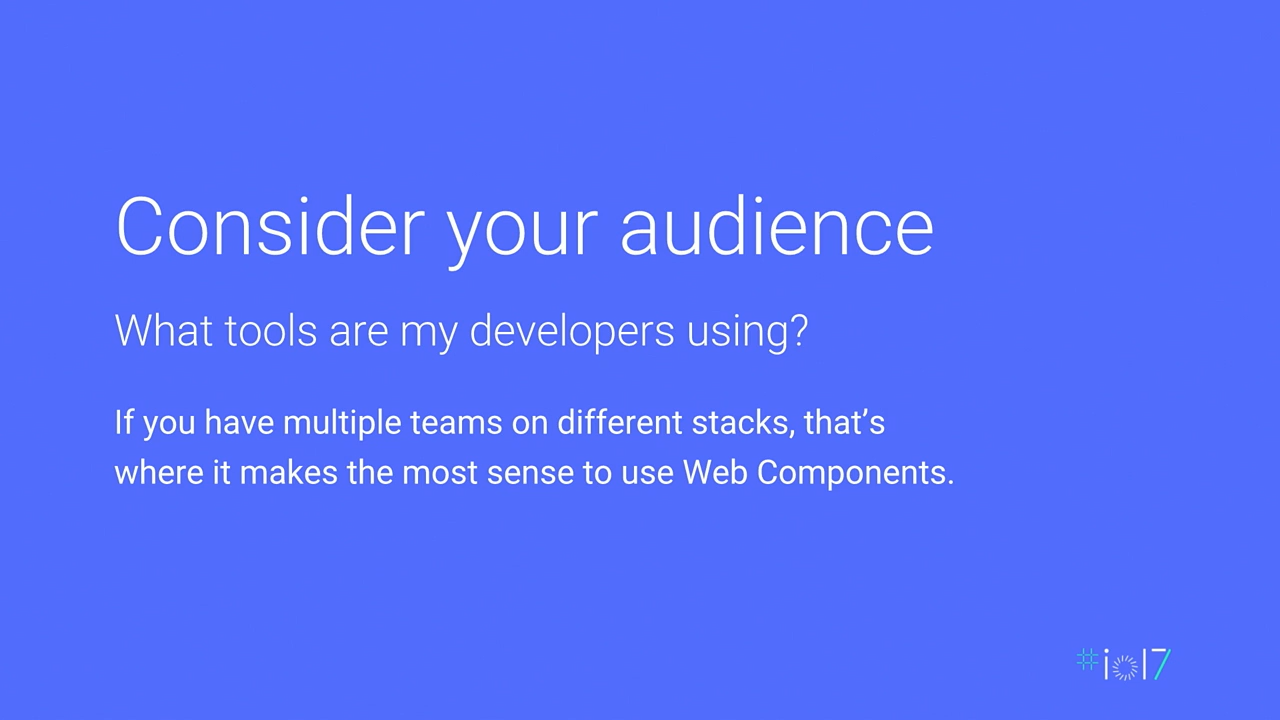 Consider your audience
What tools are my developers using?
If you have multiple teams on different stacks, that’s
where it makes the most sense to use Web Components.
#io17